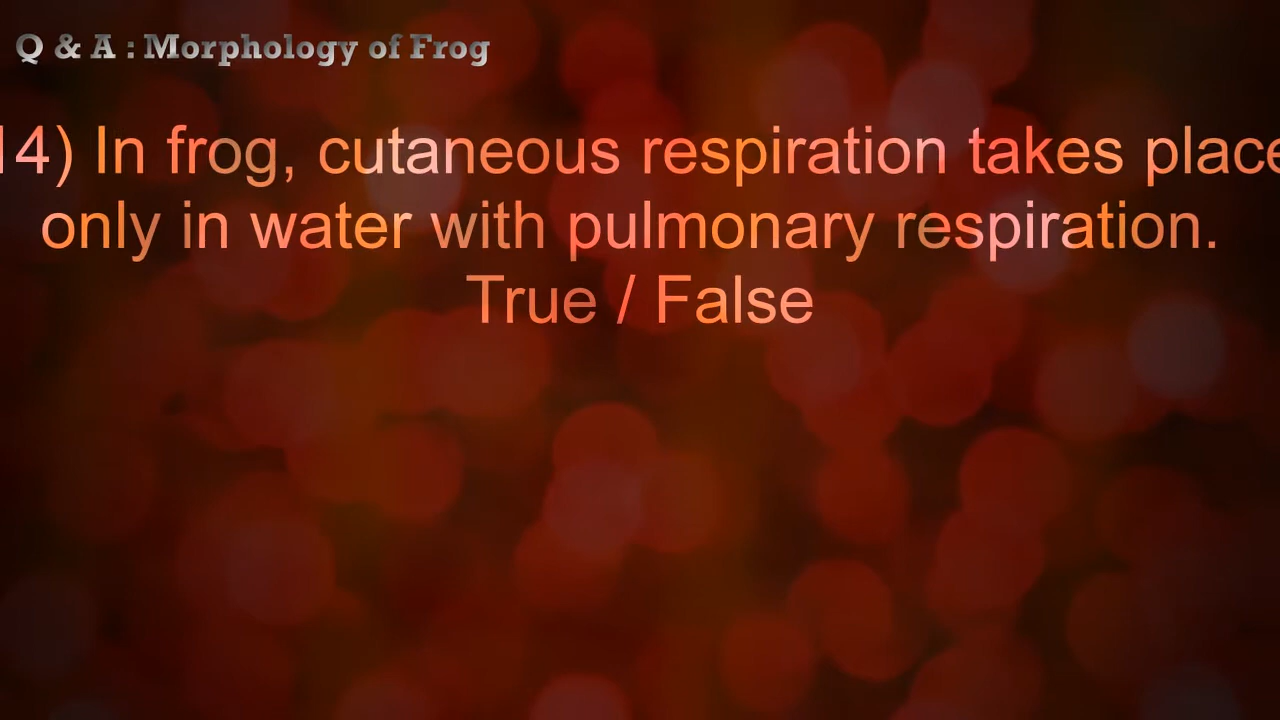 Q & A : Morphology of Frog
14) In frog, cutaneous respiration takes place
only in water with pulmonary respiration.
True / False